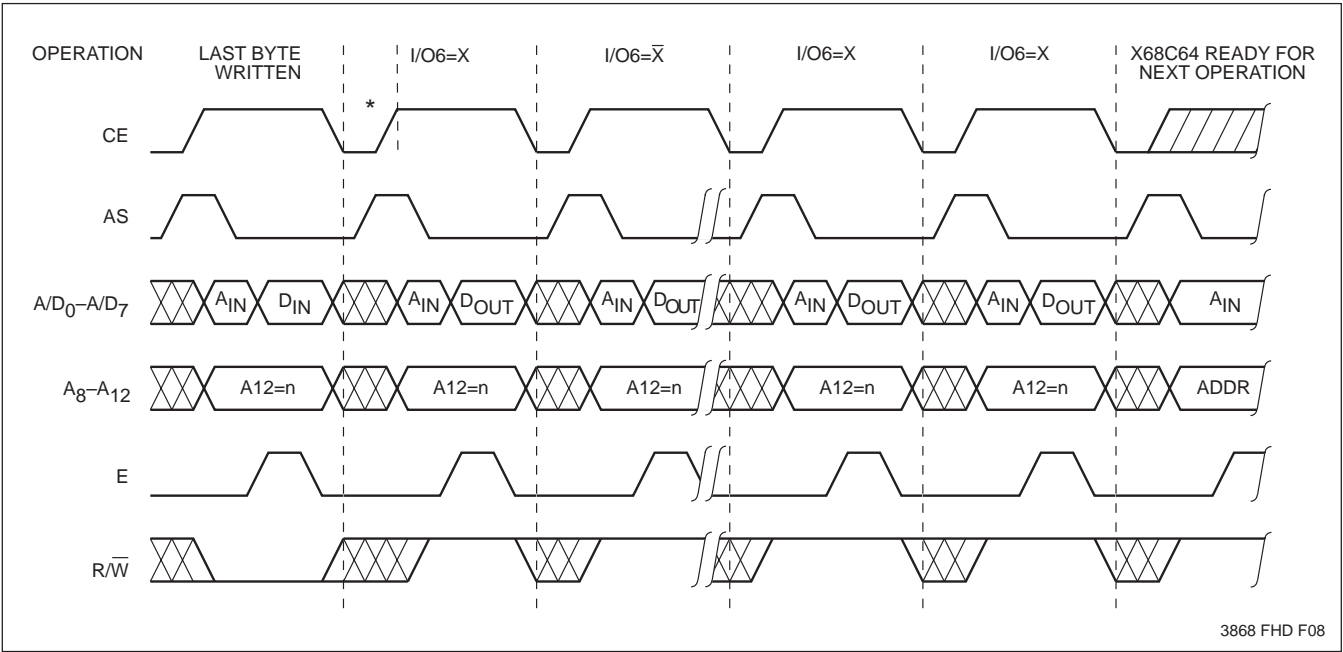 OPERATION LAST BYTE WRITTEN I/O6=X I/O6=X̅ I/O6=X I/O6=X X68C64 READY FOR NEXT OPERATION
*
CE
AS
A/D0–A/D7 AIN DIN AIN DOUT AIN DOUT AIN DOUT AIN DOUT AIN
A8–A12 A12=n A12=n A12=n A12=n A12=n ADDR
E
R/W̅
3868 FHD F08